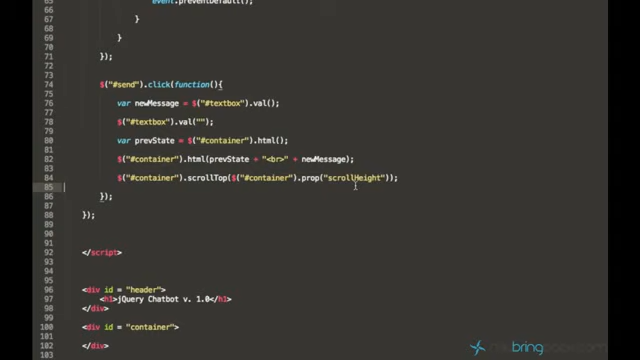 65 event.preventDefault();
66
67 }
68
69 }
70
71 });
72
73
74 $("#send").click(function(){
75
76 var newMessage = $("#textbox").val();
77
78 $("#textbox").val("");
79
80 var prevState = $("#container").html();
81
82 $("#container").html(prevState + "<br>" + newMessage);
83
84 $("#container").scrollTop($("#container").prop("scrollHeight"));
85
86 });
87
88 });
89
90
91
92 </script>
93
94
95
96 <div id = "header">
97 <h1>jQuery Chatbot v. 1.0</h1>
98 </div>
99
100 <div id = "container">
101
102 </div>
103